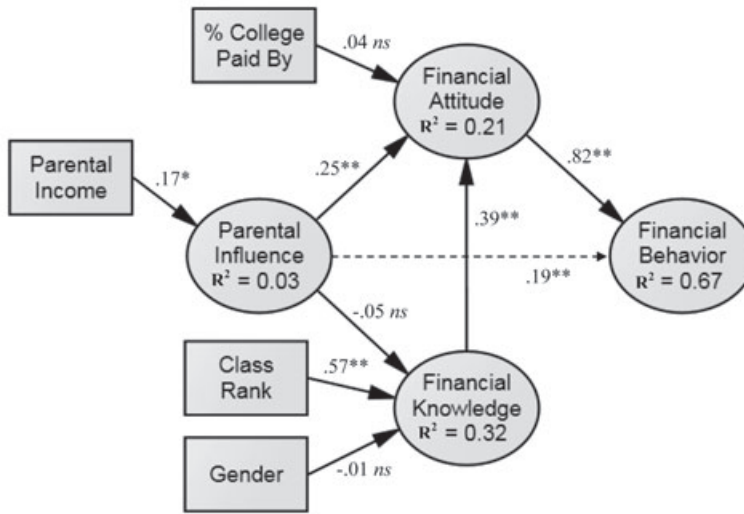 % College
Paid By
.04 ns
Financial
Attitude
R² = 0.21
Parental
Income
.17*
.25**
.82**
Parental
Influence
R² = 0.03
.39**
Financial
Behavior
R² = 0.67
.19**
-.05 ns
Class
Rank
.57**
Financial
Knowledge
R² = 0.32
Gender
-.01 ns